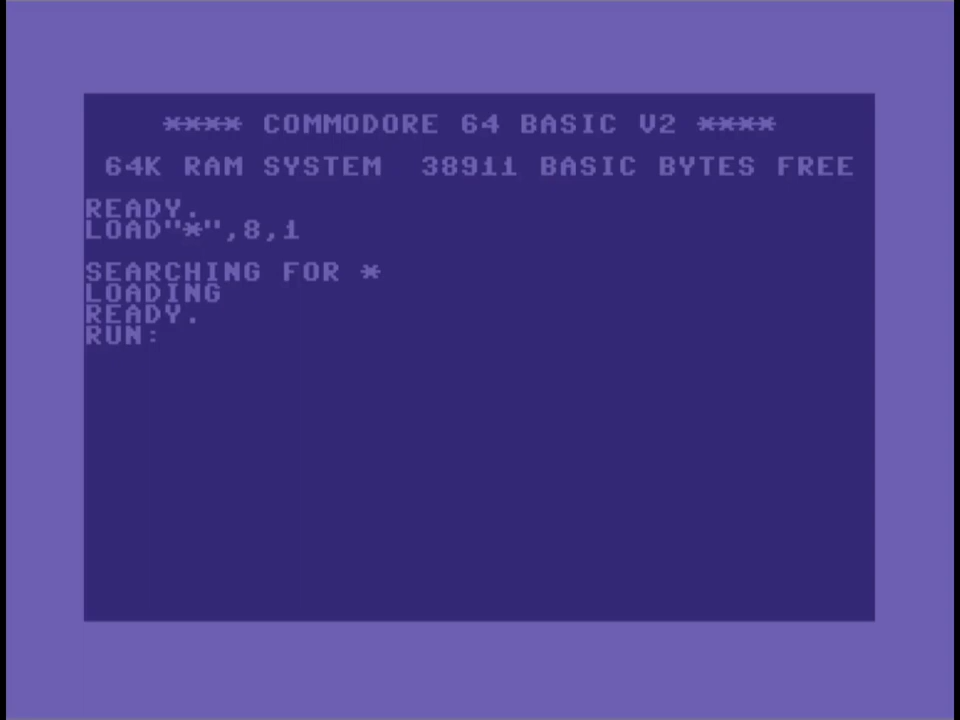 **** COMMODORE 64 BASIC V2 ****
64K RAM SYSTEM  38911 BASIC BYTES FREE
READY.
LOAD"*",8,1
SEARCHING FOR *
LOADING
READY.
RUN: